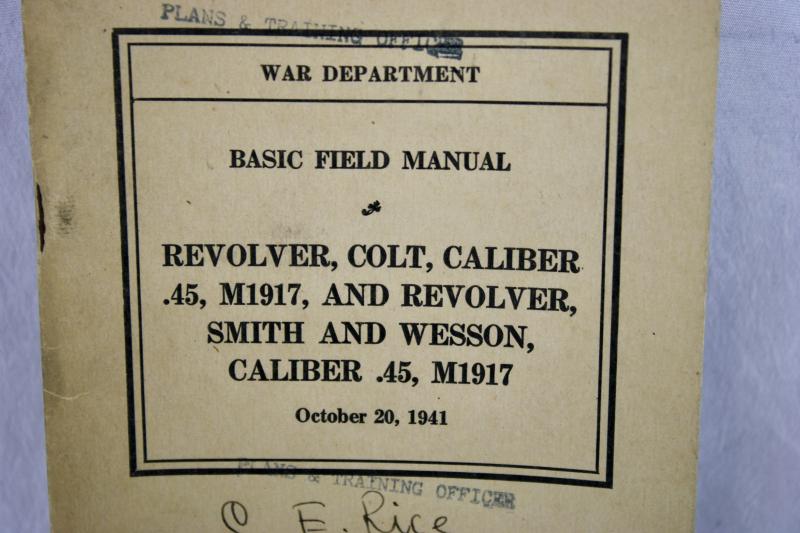 PLANS & TRAINING OFFICER
WAR DEPARTMENT
BASIC FIELD MANUAL
REVOLVER, COLT, CALIBER
.45, M1917, AND REVOLVER,
SMITH AND WESSON,
CALIBER .45, M1917
October 20, 1941
PLANS & TRAINING OFFICER
C E. Rice